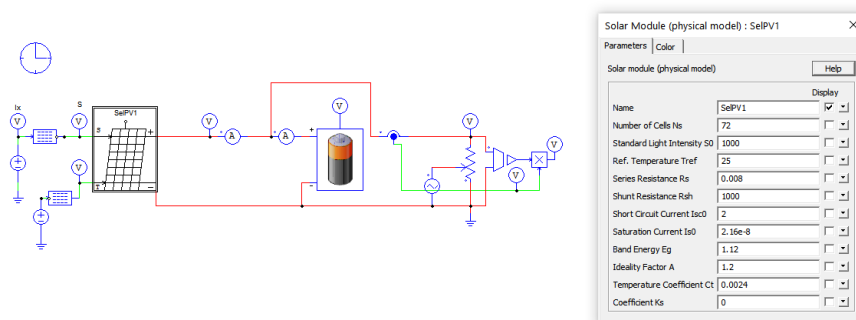 Ix
V
S
V
SelPV1
S
+
T
−
V
V
A
A
V
+
−
V
V
V
Solar Module (physical model) : SelPV1
×
Parameters
Color
Solar module (physical model)
Help
Display
Name SelPV1
Number of Cells Ns 72
Standard Light Intensity S0 1000
Ref. Temperature Tref 25
Series Resistance Rs 0.008
Shunt Resistance Rsh 1000
Short Circuit Current Isc0 2
Saturation Current Is0 2.16e-8
Band Energy Eg 1.12
Ideality Factor A 1.2
Temperature Coefficient Ct 0.0024
Coefficient Ks 0